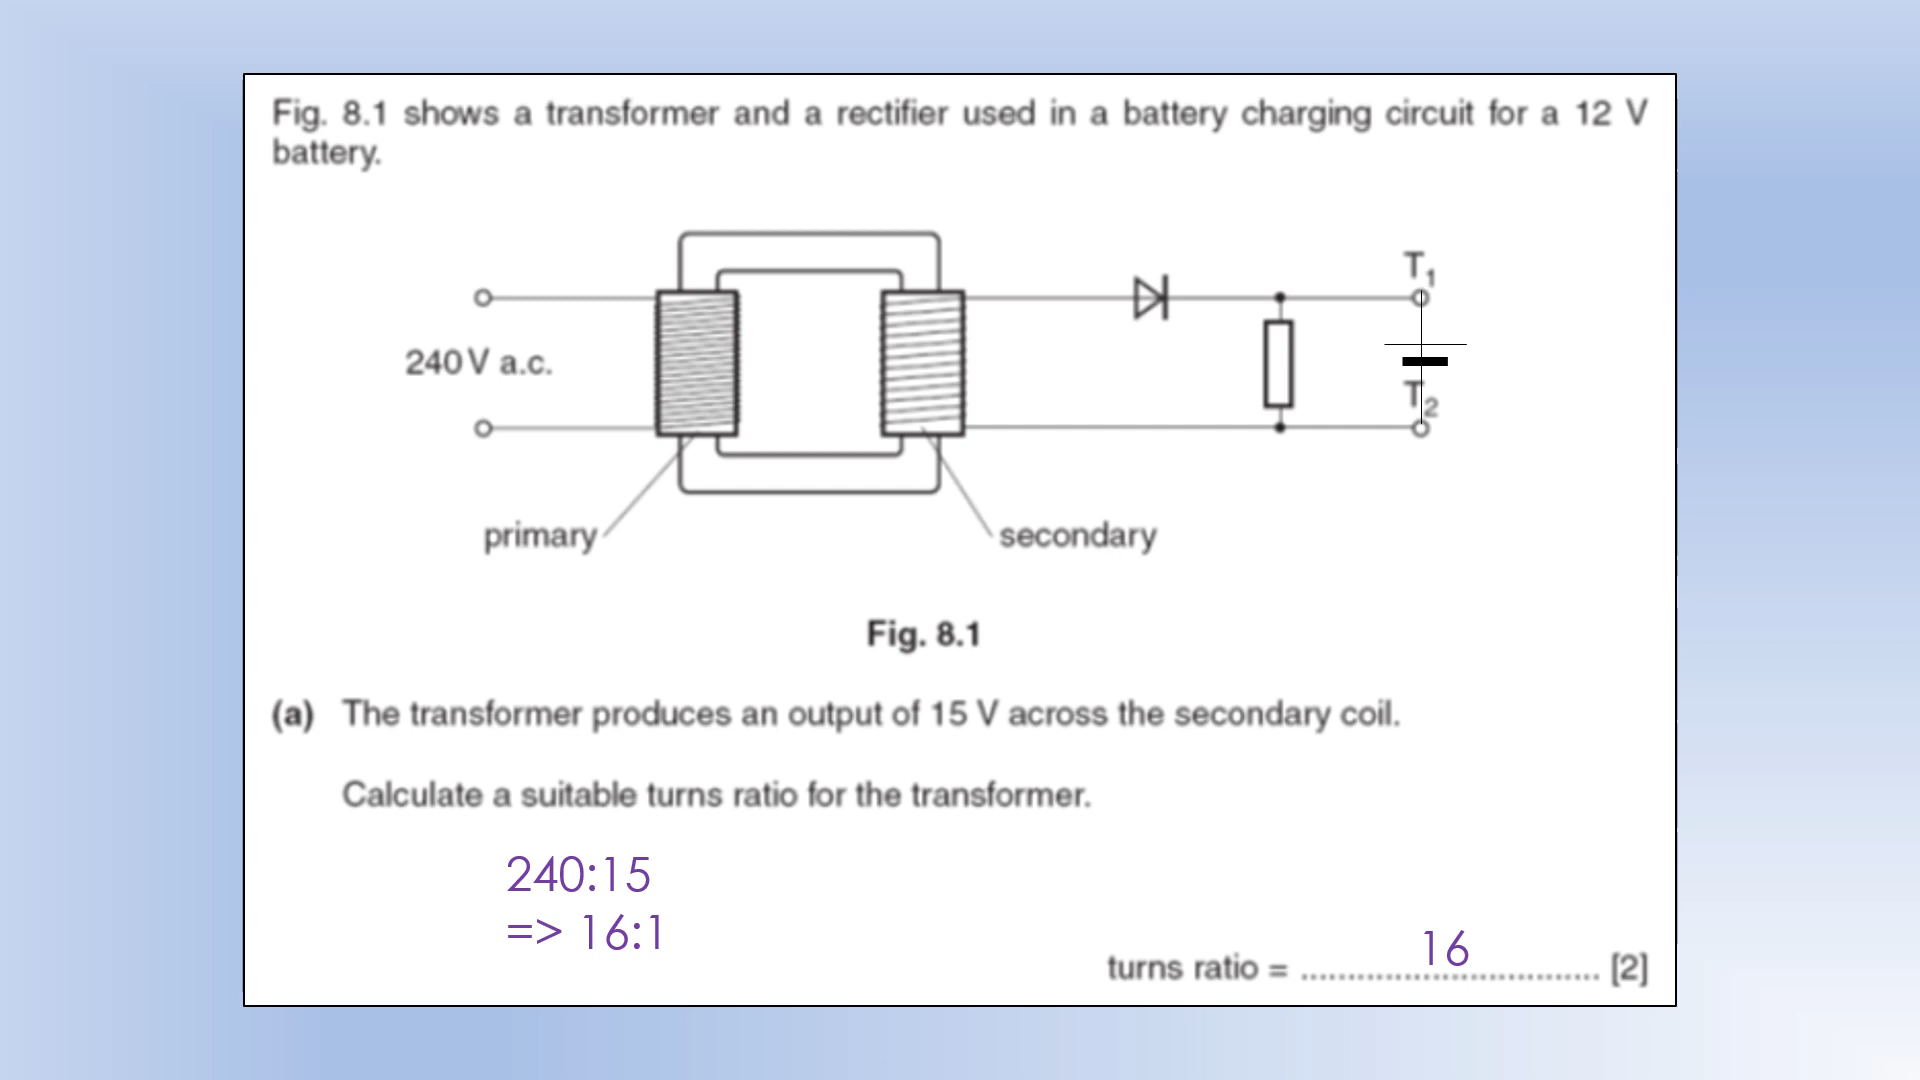 Fig. 8.1 shows a transformer and a rectifier used in a battery charging circuit for a 12 V
battery.
T1
240 V a.c.
T2
primary
secondary
Fig. 8.1
(a) The transformer produces an output of 15 V across the secondary coil.
Calculate a suitable turns ratio for the transformer.
240:15
=> 16:1
turns ratio = 16 [2]